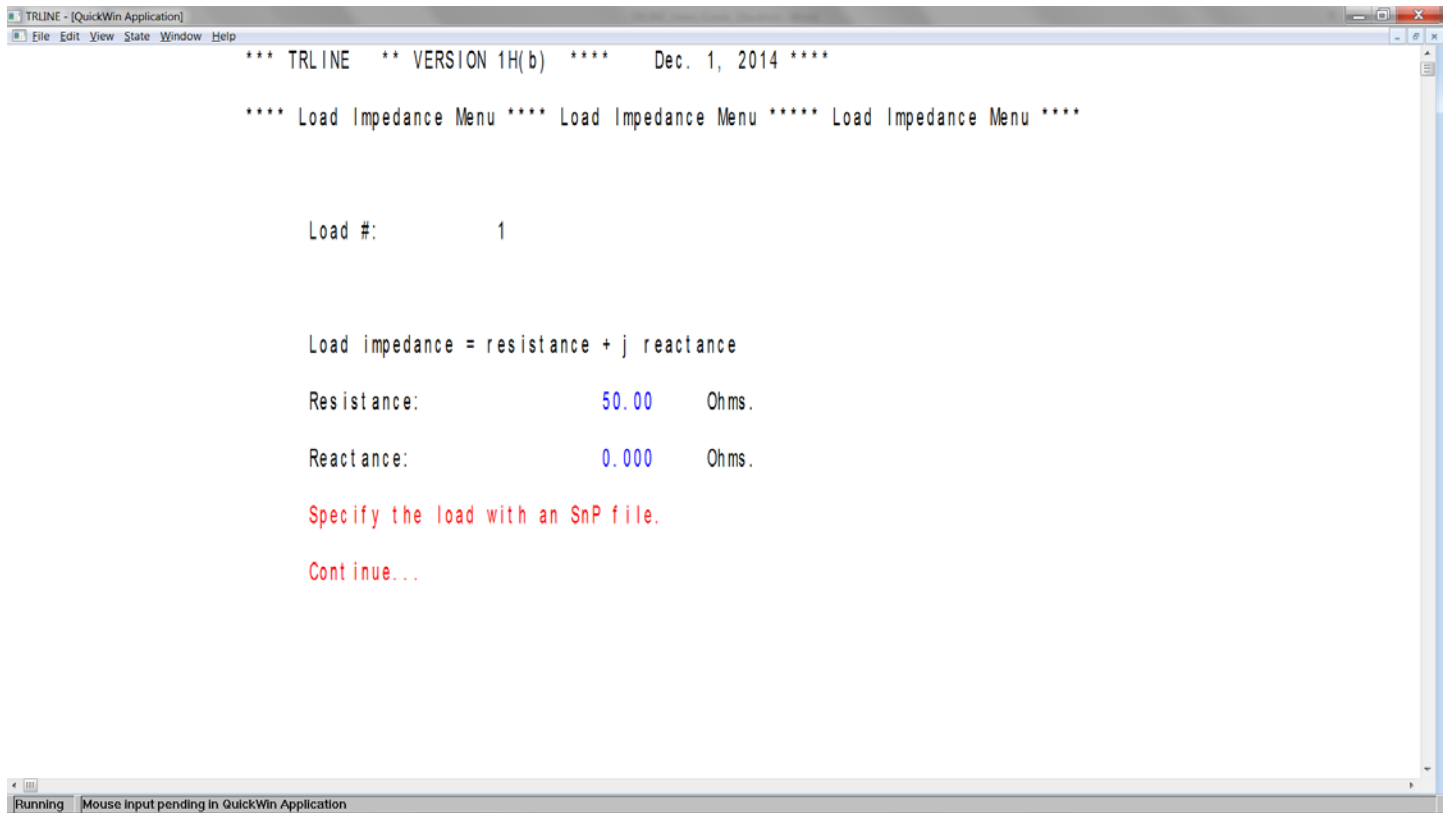 TRLINE - [QuickWin Application]
File Edit View State Window Help
*** TRLINE ** VERSION 1H(b) **** Dec. 1, 2014 ****
**** Load Impedance Menu **** Load Impedance Menu ***** Load Impedance Menu ****
Load #: 1
Load impedance = resistance + j reactance
Resistance: 50.00 Ohms.
Reactance: 0.000 Ohms.
Specify the load with an SnP file.
Continue...
Running Mouse input pending in QuickWin Application